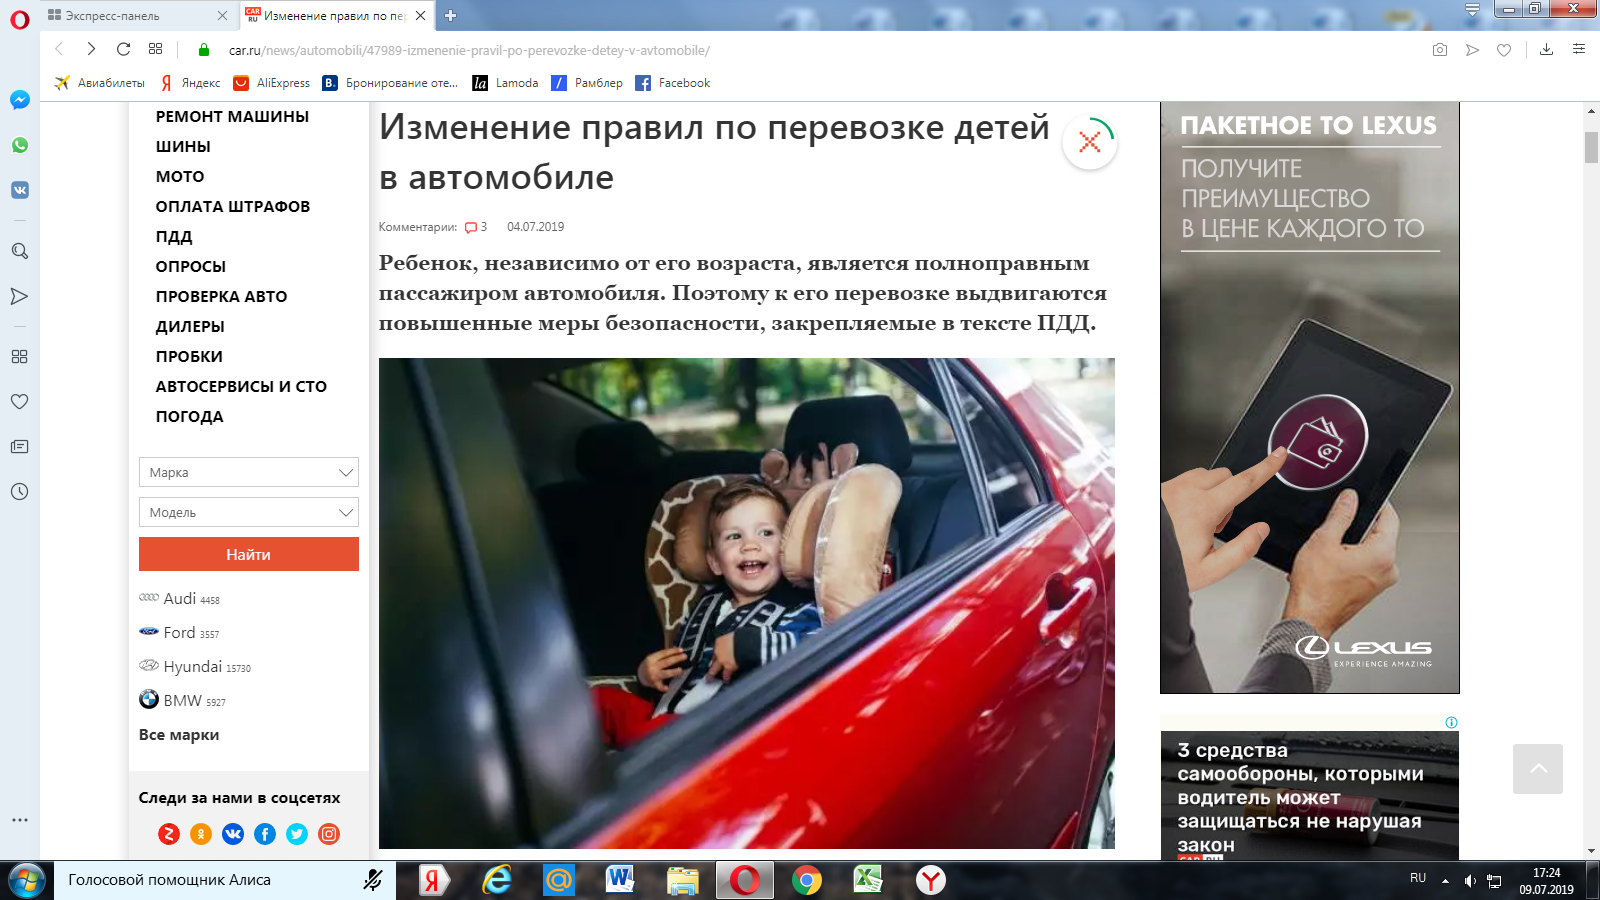 Экспресс-панель
Изменение правил по пер
car.ru/news/automobili/47989-izmenenie-pravil-po-perevozke-detey-v-avtomobile/
Авиабилеты
Яндекс
AliExpress
B. Бронирование оте...
la Lamoda
Рамблер
Facebook
РЕМОНТ МАШИНЫ
ШИНЫ
МОТО
ОПЛАТА ШТРАФОВ
ПДД
ОПРОСЫ
ПРОВЕРКА АВТО
ДИЛЕРЫ
ПРОБКИ
АВТОСЕРВИСЫ И СТО
ПОГОДА
Марка
Модель
Найти
Audi 4458
Ford 3557
Hyundai 15730
BMW 5927
Все марки
Следи за нами в соцсетях
Изменение правил по перевозке детей
в автомобиле
Комментарии: 3 04.07.2019
Ребенок, независимо от его возраста, является полноправным
пассажиром автомобиля. Поэтому к его перевозке выдвигаются
повышенные меры безопасности, закрепляемые в тексте ПДД.
ПАКЕТНОЕ ТО LEXUS
ПОЛУЧИТЕ
ПРЕИМУЩЕСТВО
В ЦЕНЕ КАЖДОГО ТО
LEXUS
EXPERIENCE AMAZING
3 средства
самообороны, которыми
водитель может
защищаться не нарушая
закон
CAR RU
Голосовой помощник Алиса
RU
17:24
09.07.2019